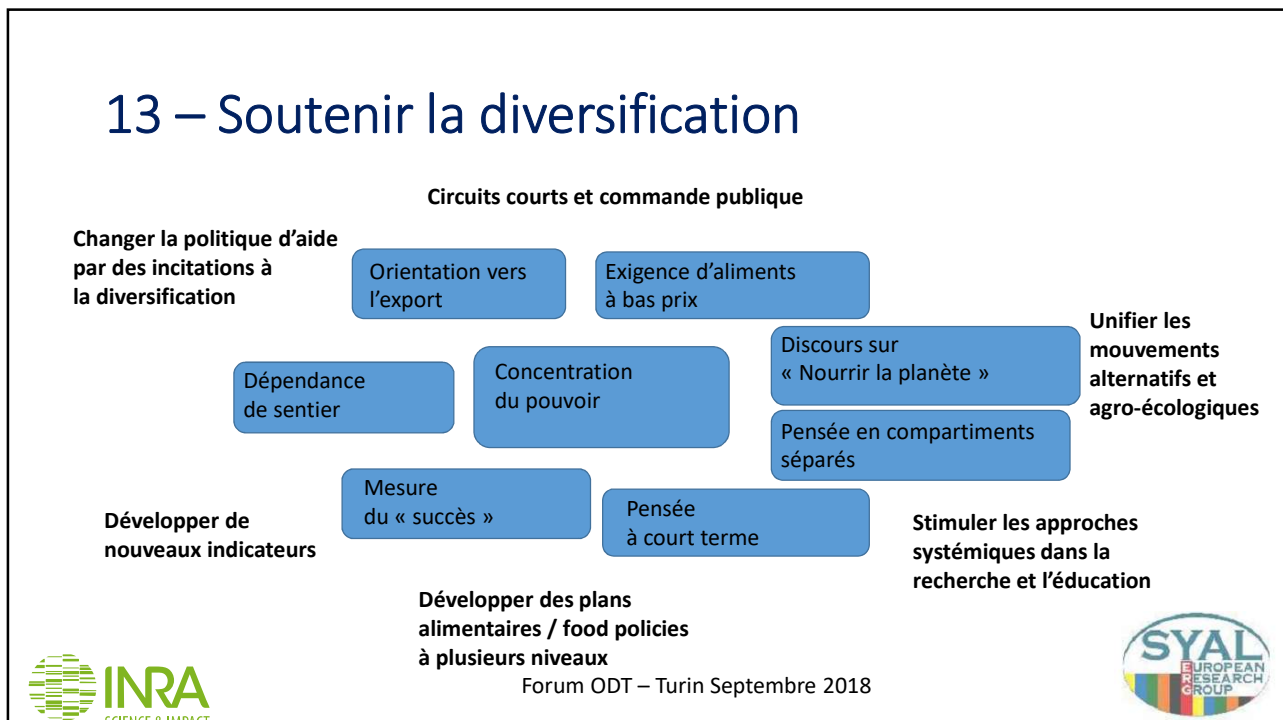 13 – Soutenir la diversification
Circuits courts et commande publique
Changer la politique d'aide
par des incitations à
la diversification
Orientation vers
l'export
Exigence d'aliments
à bas prix
Unifier les
mouvements
alternatifs et
agro-écologiques
Discours sur
« Nourrir la planète »
Concentration
du pouvoir
Dépendance
de sentier
Pensée en compartiments
séparés
Mesure
du « succès »
Pensée
à court terme
Développer de
nouveaux indicateurs
Stimuler les approches
systémiques dans la
recherche et l'éducation
Développer des plans
alimentaires / food policies
à plusieurs niveaux
Forum ODT – Turin Septembre 2018
INRA
SCIENCE & IMPACT
SYAL
EUROPEAN
RESEARCH
GROUP